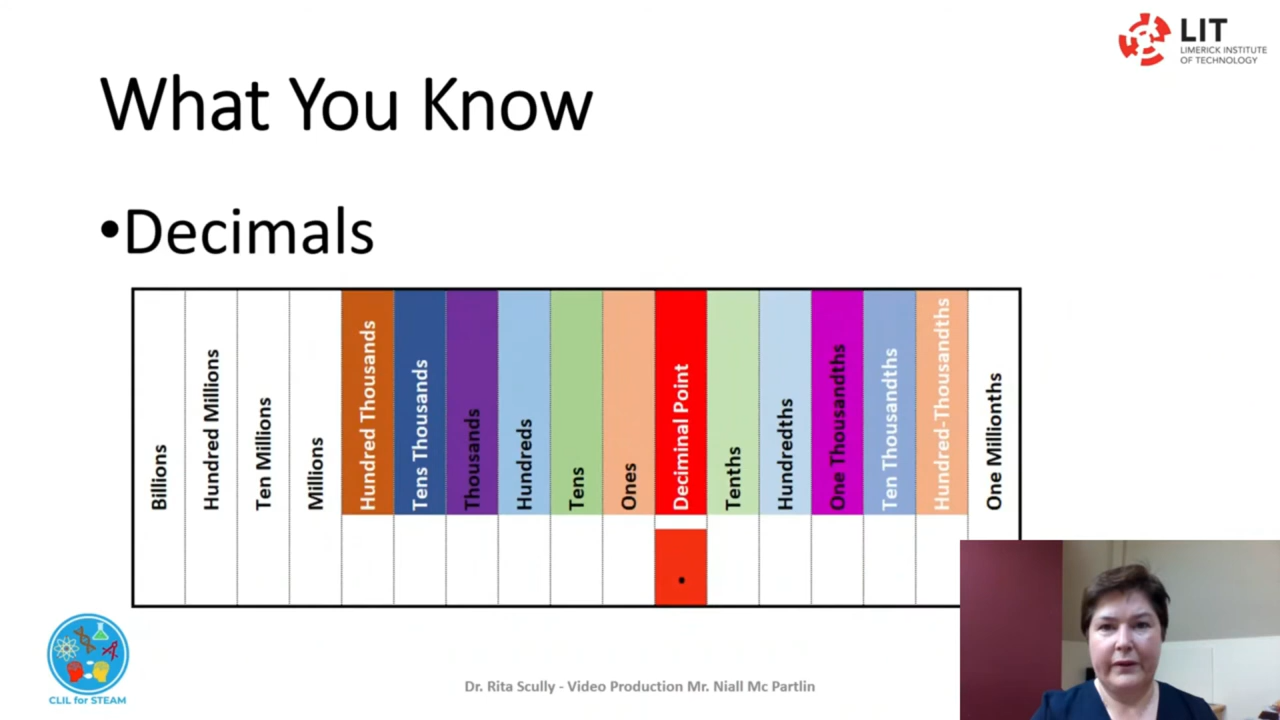 LIT
LIMERICK INSTITUTE
OF TECHNOLOGY
What You Know
•Decimals
Billions
Hundred Millions
Ten Millions
Millions
Hundred Thousands
Tens Thousands
Thousands
Hundreds
Tens
Ones
Deciminal Point
Tenths
Hundredths
One Thousandths
Ten Thousandths
Hundred-Thousandths
One Millionths
.
CLIL for STEAM
Dr. Rita Scully - Video Production Mr. Niall Mc Partlin